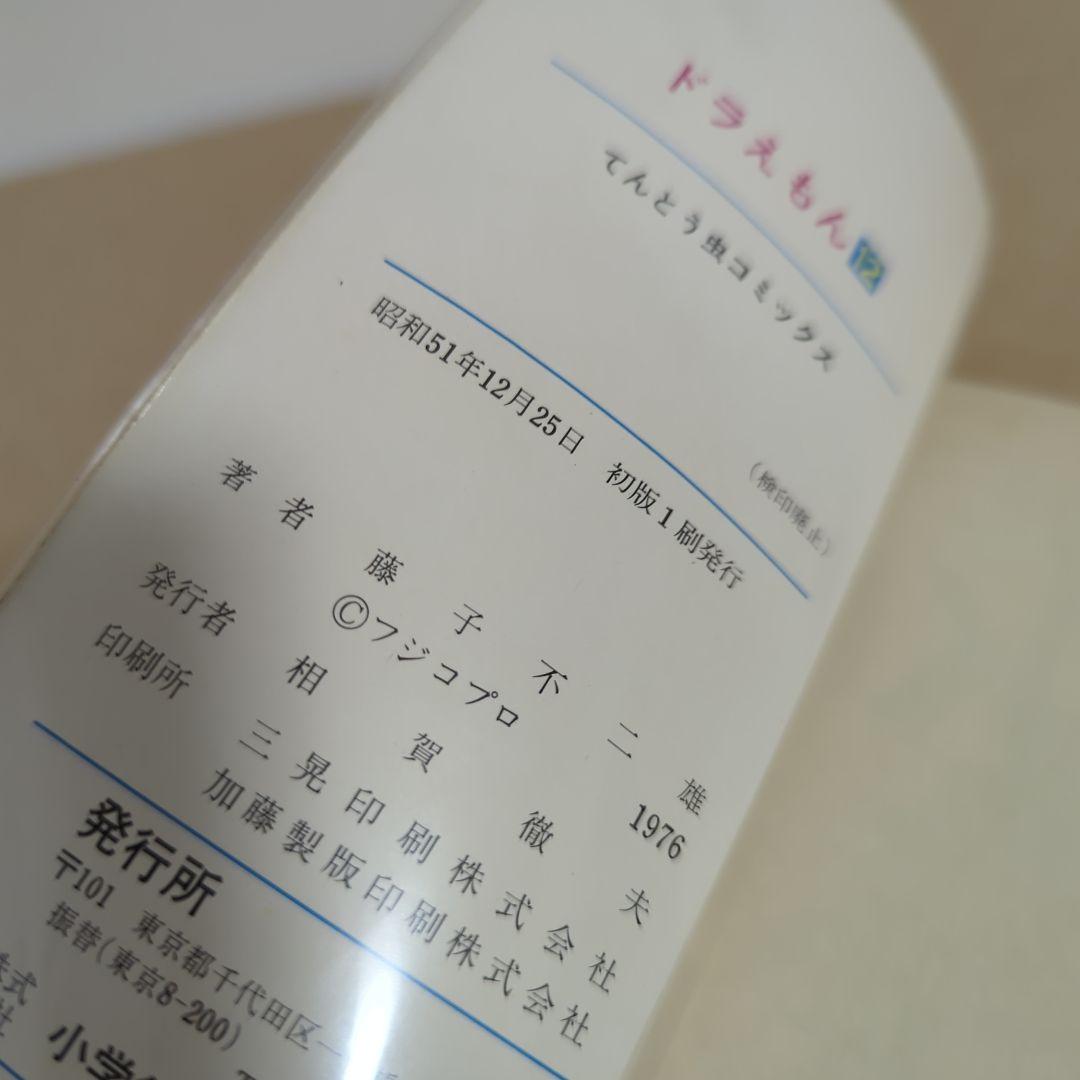 ドラえもん 12
てんとう虫コミックス
(検印廃止)
昭和51年12月25日 初版1刷発行
著者 藤子不二雄
©フジコプロ 1976
発行者 相賀徹夫
印刷所 三晃印刷株式会社
加藤製版印刷株式会社
発行所
〒101 東京都千代田区一
振替(東京8-200)
株式
社
小学